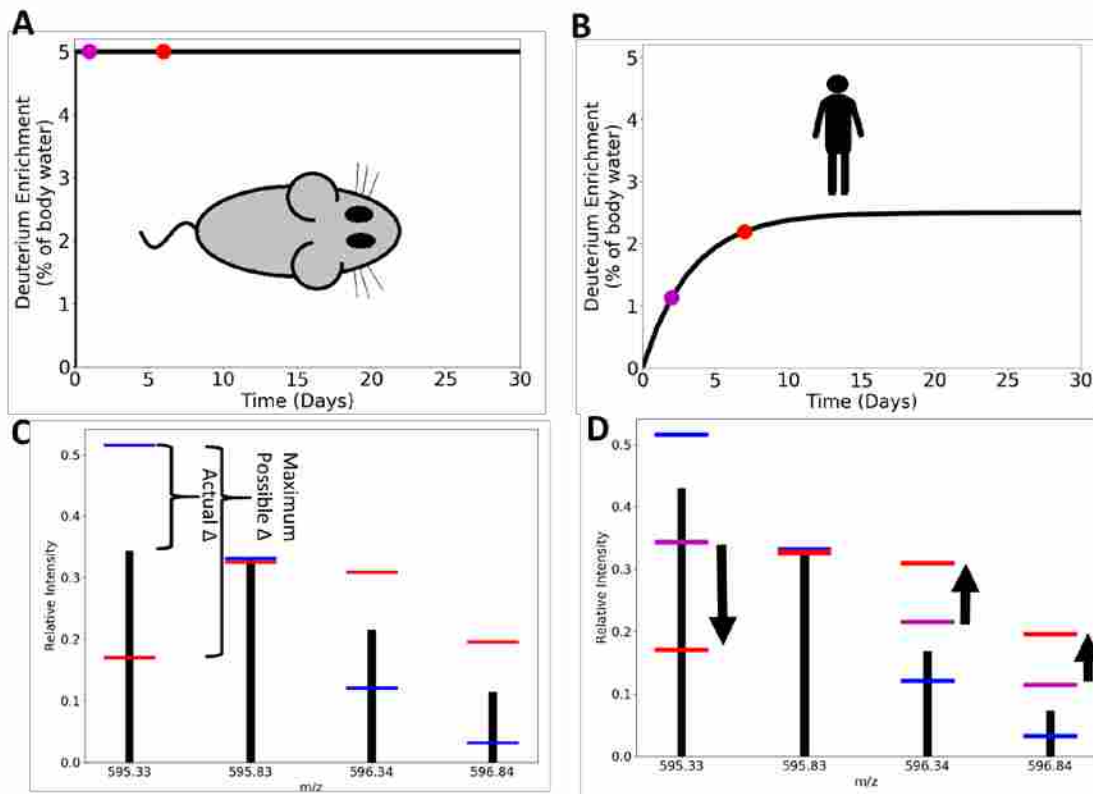 A
Deuterium Enrichment
(% of body water)
5
4
3
2
1
0
0 5 10 15 20 25 30
Time (Days)
B
Deuterium Enrichment
(% of body water)
5
4
3
2
1
0
0 5 10 15 20 25 30
Time (Days)
C
Relative Intensity
0.5
0.4
0.3
0.2
0.1
0.0
Maximum
Possible Δ
Actual Δ
595.33 595.83 596.34 596.84
m/z
D
Relative Intensity
0.5
0.4
0.3
0.2
0.1
0.0
595.33 595.83 596.34 596.84
m/z